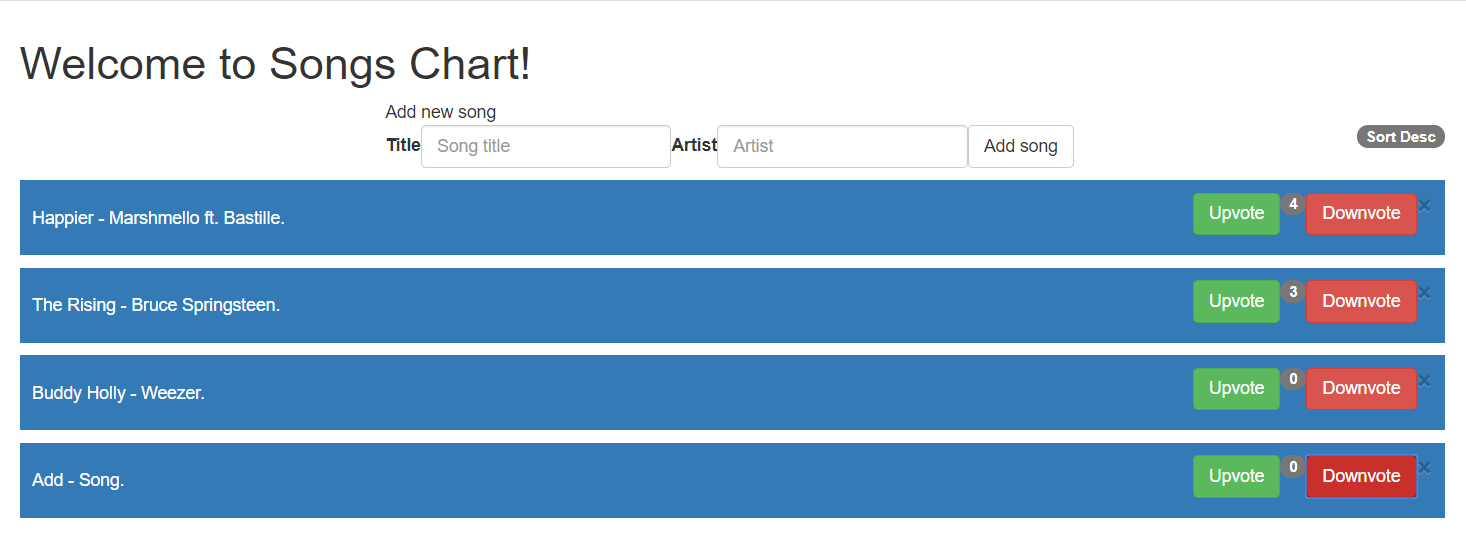 Welcome to Songs Chart!
Add new song
Title Song title Artist Artist Add song Sort Desc
Happier - Marshmello ft. Bastille. Upvote 4 Downvote ×
The Rising - Bruce Springsteen. Upvote 3 Downvote ×
Buddy Holly - Weezer. Upvote 0 Downvote ×
Add - Song. Upvote 0 Downvote ×